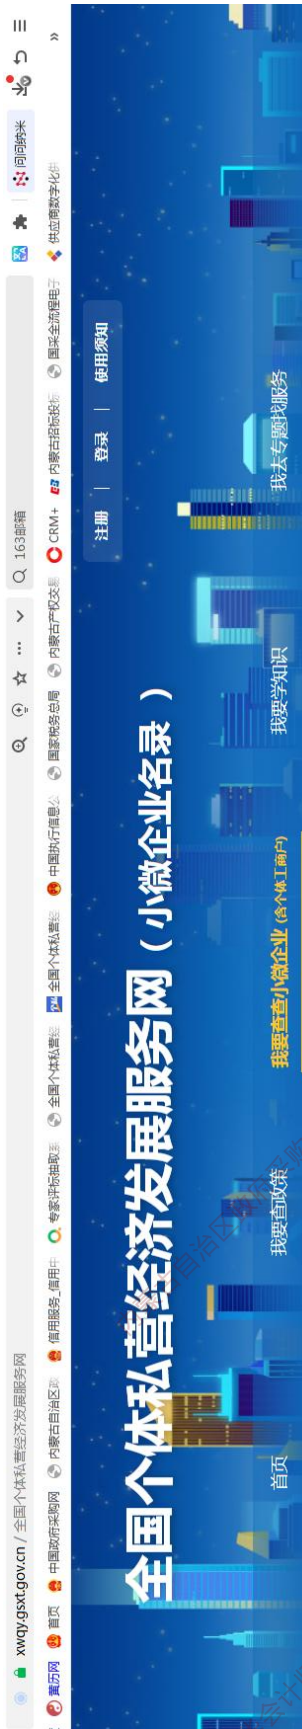 xwqy.gsxt.gov.cn / 全国个体私营经济发展服务网
163邮箱
问问纳米
黄历网 首页 中国政府采购网 内蒙古自治区政 信用服务_信用中 专家评标抽取系 全国个体私营经 全国个体私营经 中国执行信息公 国家税务总局 内蒙古产权交易 CRM+ 内蒙古招标投标 国采全流程电子 供应商数字化供
注册 | 登录 | 使用须知
全国个体私营经济发展服务网（小微企业名录）
首页 我要查政策 我要查查小微企业 (含个体工商户) 我要学知识 我去专题找服务